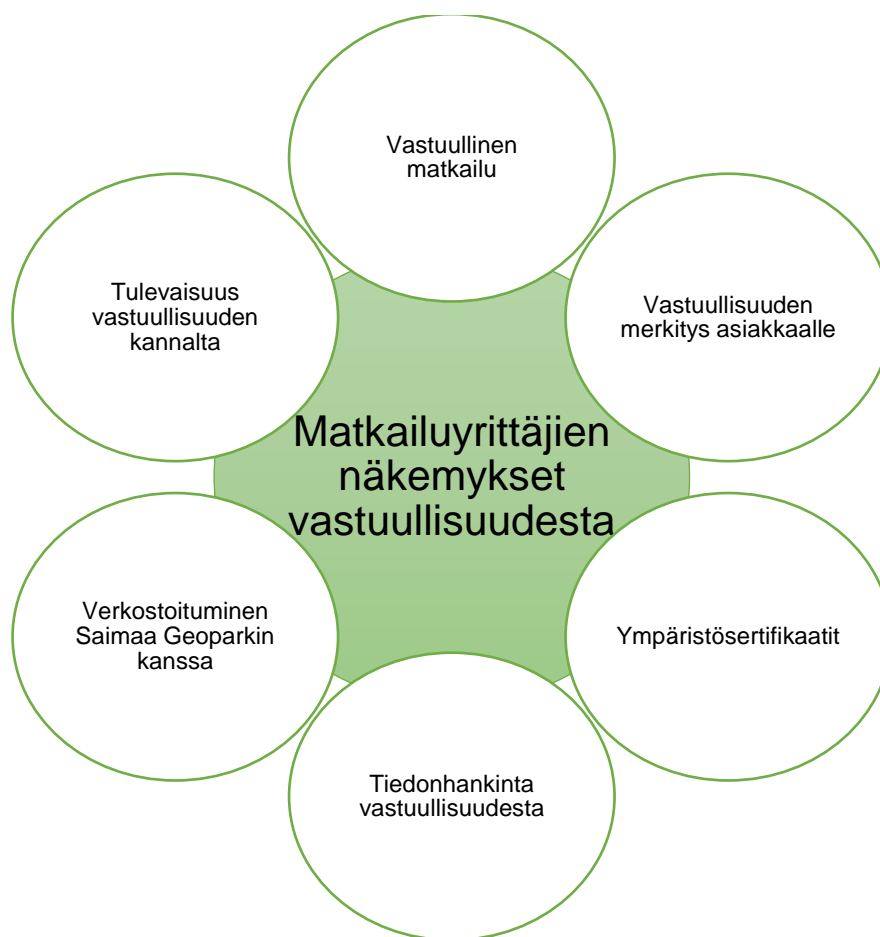 Vastuullinen
matkailu
Vastuullisuuden
merkitys asiakkaalle
Ympäristösertifikaatit
Tiedonhankinta
vastuullisuudesta
Verkostoituminen
Saimaa Geoparkin
kanssa
Tulevaisuus
vastuullisuuden
kannalta
Matkailuyrittäjien
näkemykset
vastuullisuudesta